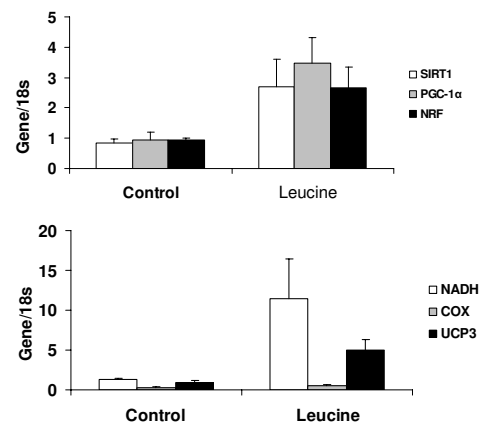 5
4
3
2
1
0
Gene/18s
Control
Leucine
SIRT1
PGC-1α
NRF
20
15
10
5
0
Gene/18s
Control
Leucine
NADH
COX
UCP3